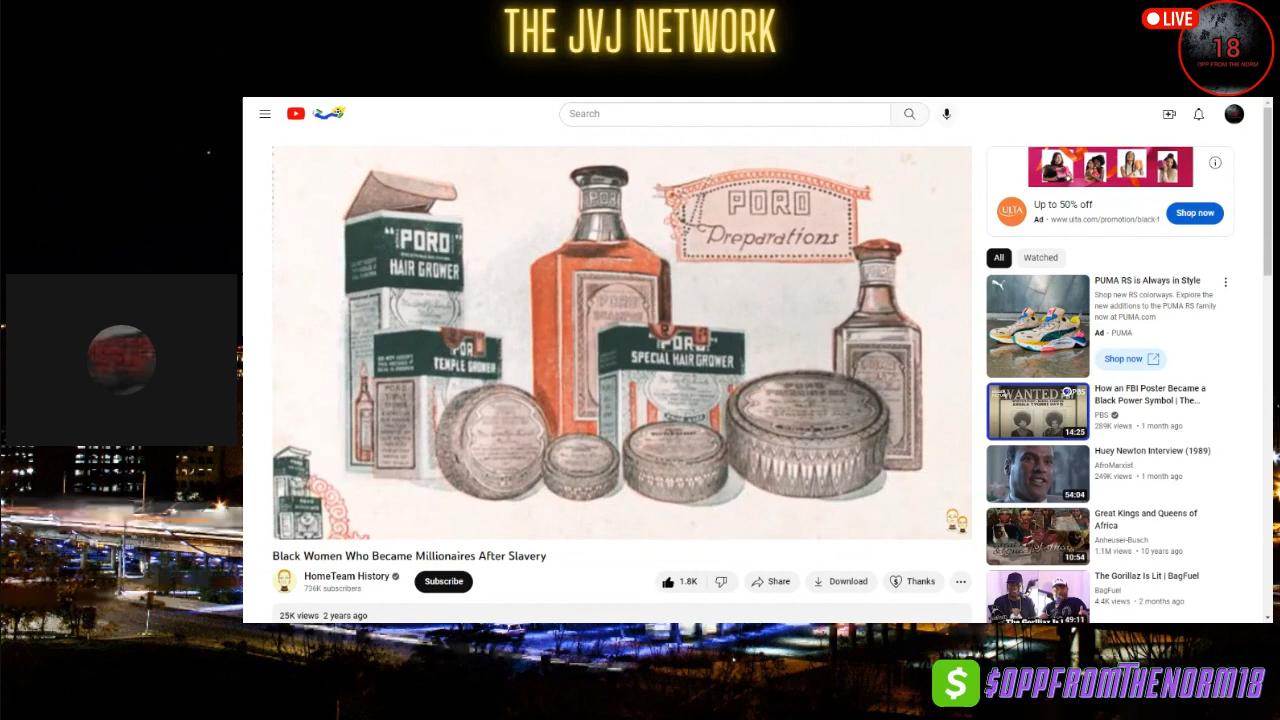 THE JVJ NETWORK
LIVE
18
OPP FROM THE NORM
Search
PORO
Preparations
"PORO"
HAIR GROWER
PORO
TEMPLE GROWER
SPECIAL HAIR GROWER
PORO
ULTA
Up to 50% off
Ad · www.ulta.com/promotion/black-f
Shop now
All
Watched
PUMA RS is Always in Style
Shop new RS colorways. Explore the
new additions to the PUMA RS family
now at PUMA.com
Ad · PUMA
Shop now
WANTED
PBS
14:25
How an FBI Poster Became a
Black Power Symbol | The...
PBS
289K views · 1 month ago
54:04
Huey Newton Interview (1989)
AfroMarxist
249K views · 1 month ago
10:54
Great Kings and Queens of
Africa
Anheuser-Busch
1.1M views · 10 years ago
49:11
The Gorillaz Is Lit | BagFuel
BagFuel
4.4K views · 2 months ago
Black Women Who Became Millionaires After Slavery
HomeTeam History
736K subscribers
Subscribe
1.8K
Share
Download
Thanks
25K views 2 years ago
$OPPFROMTHENORM18